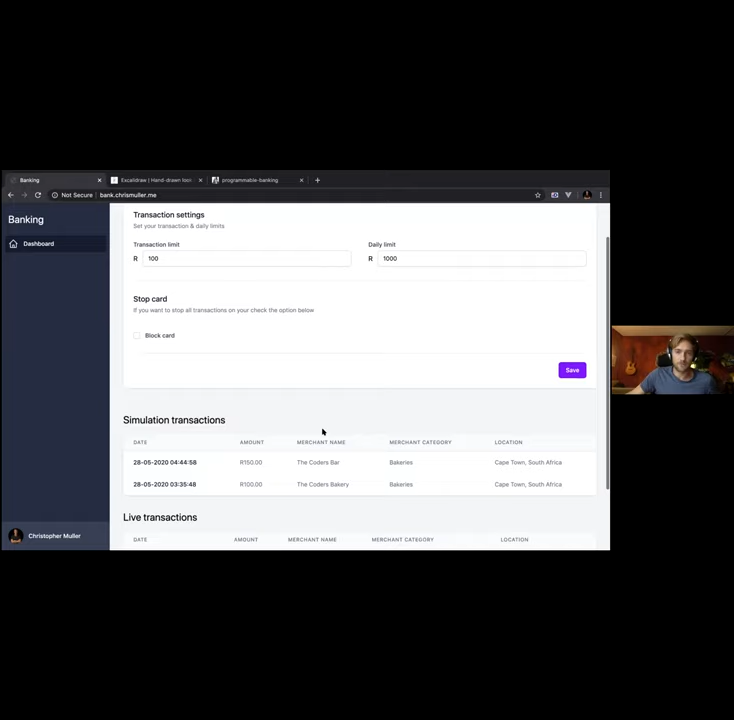 Banking
Excalidraw | Hand-drawn look
programmable-banking
Not Secure | bank.chrismuller.me
Banking
Dashboard
Transaction settings
Set your transaction & daily limits
Transaction limit
Daily limit
R 100
R 1000
Stop card
If you want to stop all transactions on your check the option below
Block card
Save
Simulation transactions
DATE AMOUNT MERCHANT NAME MERCHANT CATEGORY LOCATION
28-05-2020 04:44:58 R150.00 The Coders Bar Bakeries Cape Town, South Africa
28-05-2020 03:35:48 R100.00 The Coders Bakery Bakeries Cape Town, South Africa
Live transactions
DATE AMOUNT MERCHANT NAME MERCHANT CATEGORY LOCATION
Christopher Muller